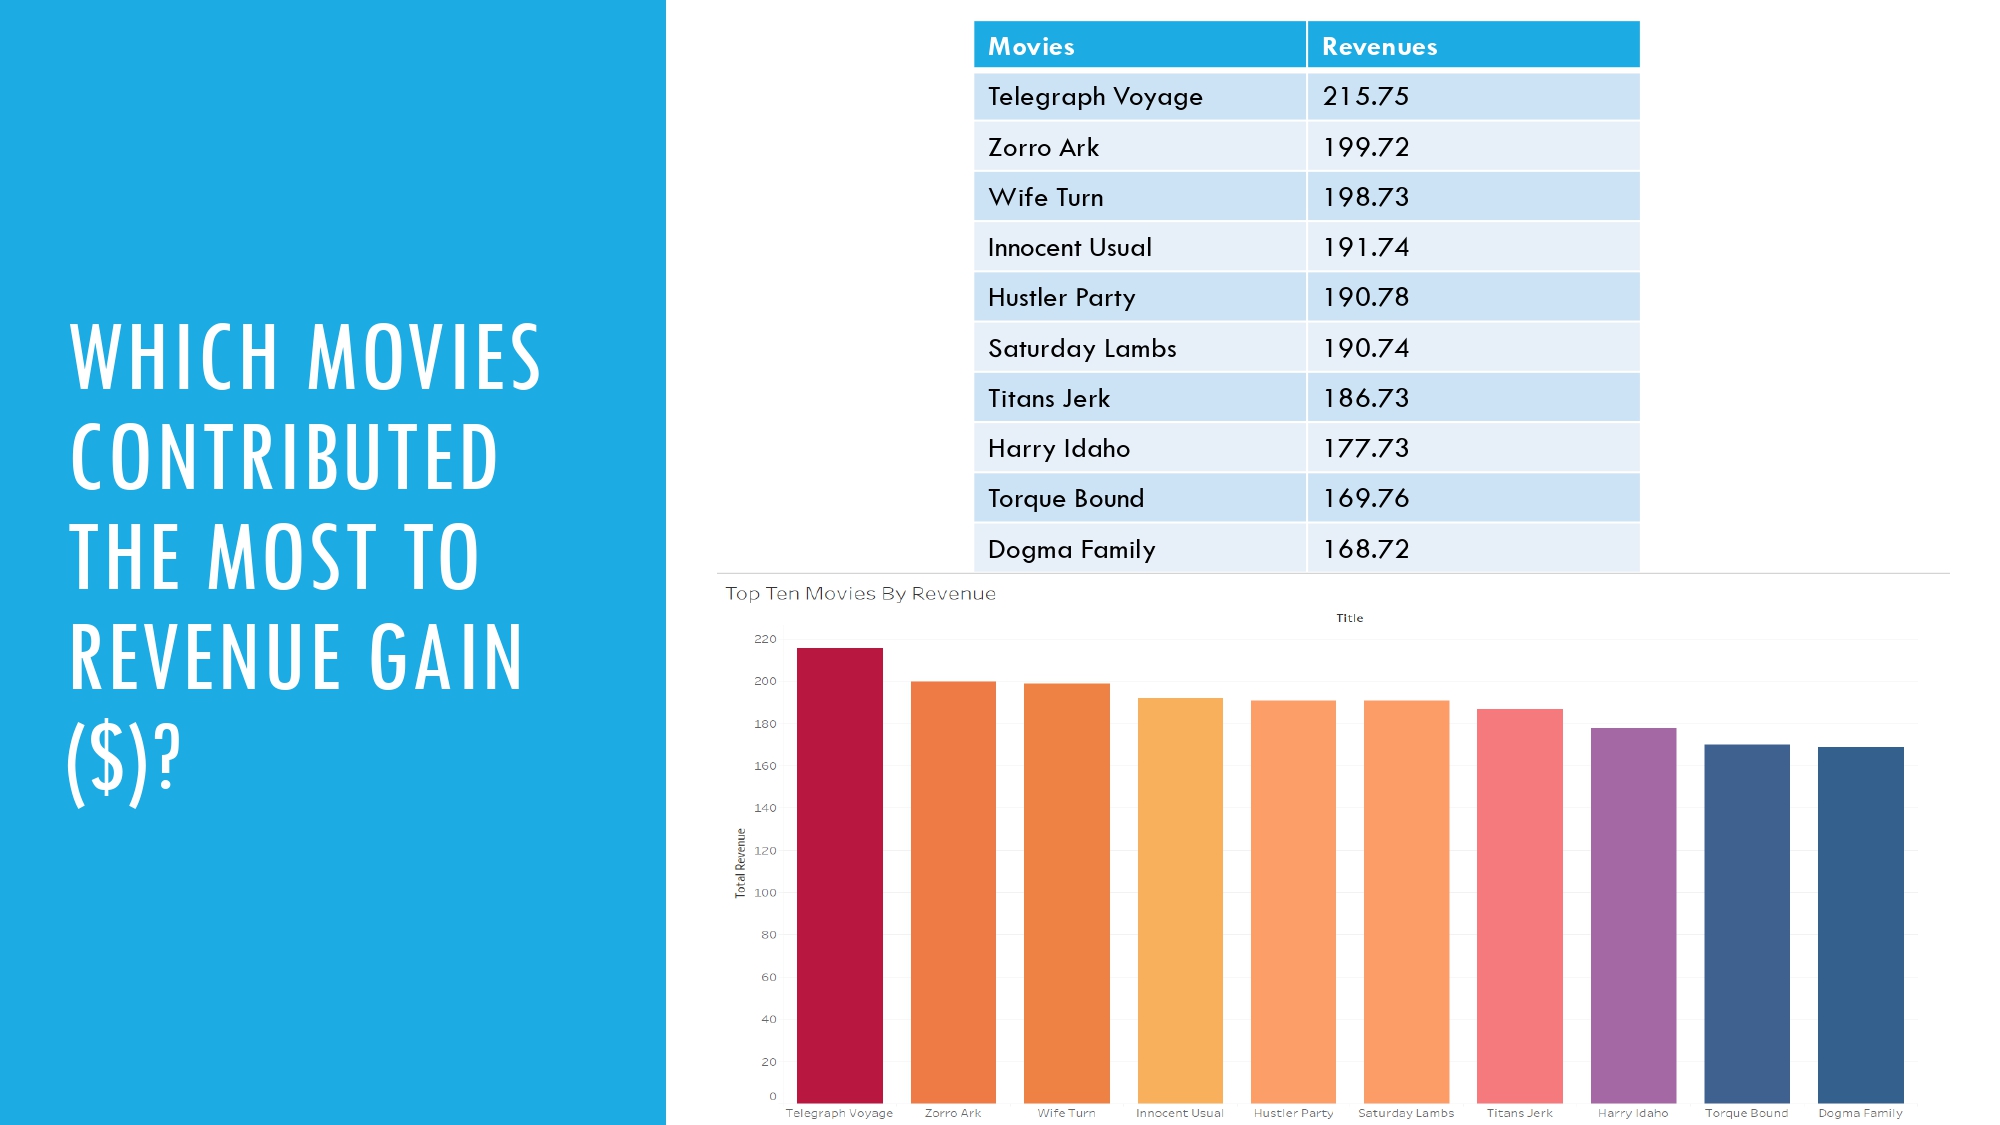 WHICH MOVIES
CONTRIBUTED
THE MOST TO
REVENUE GAIN
($)?
Movies Revenues
Telegraph Voyage 215.75
Zorro Ark 199.72
Wife Turn 198.73
Innocent Usual 191.74
Hustler Party 190.78
Saturday Lambs 190.74
Titans Jerk 186.73
Harry Idaho 177.73
Torque Bound 169.76
Dogma Family 168.72
Top Ten Movies By Revenue
Title
Total Revenue
220
200
180
160
140
120
100
80
60
40
20
0
Telegraph Voyage Zorro Ark Wife Turn Innocent Usual Hustler Party Saturday Lambs Titans Jerk Harry Idaho Torque Bound Dogma Family